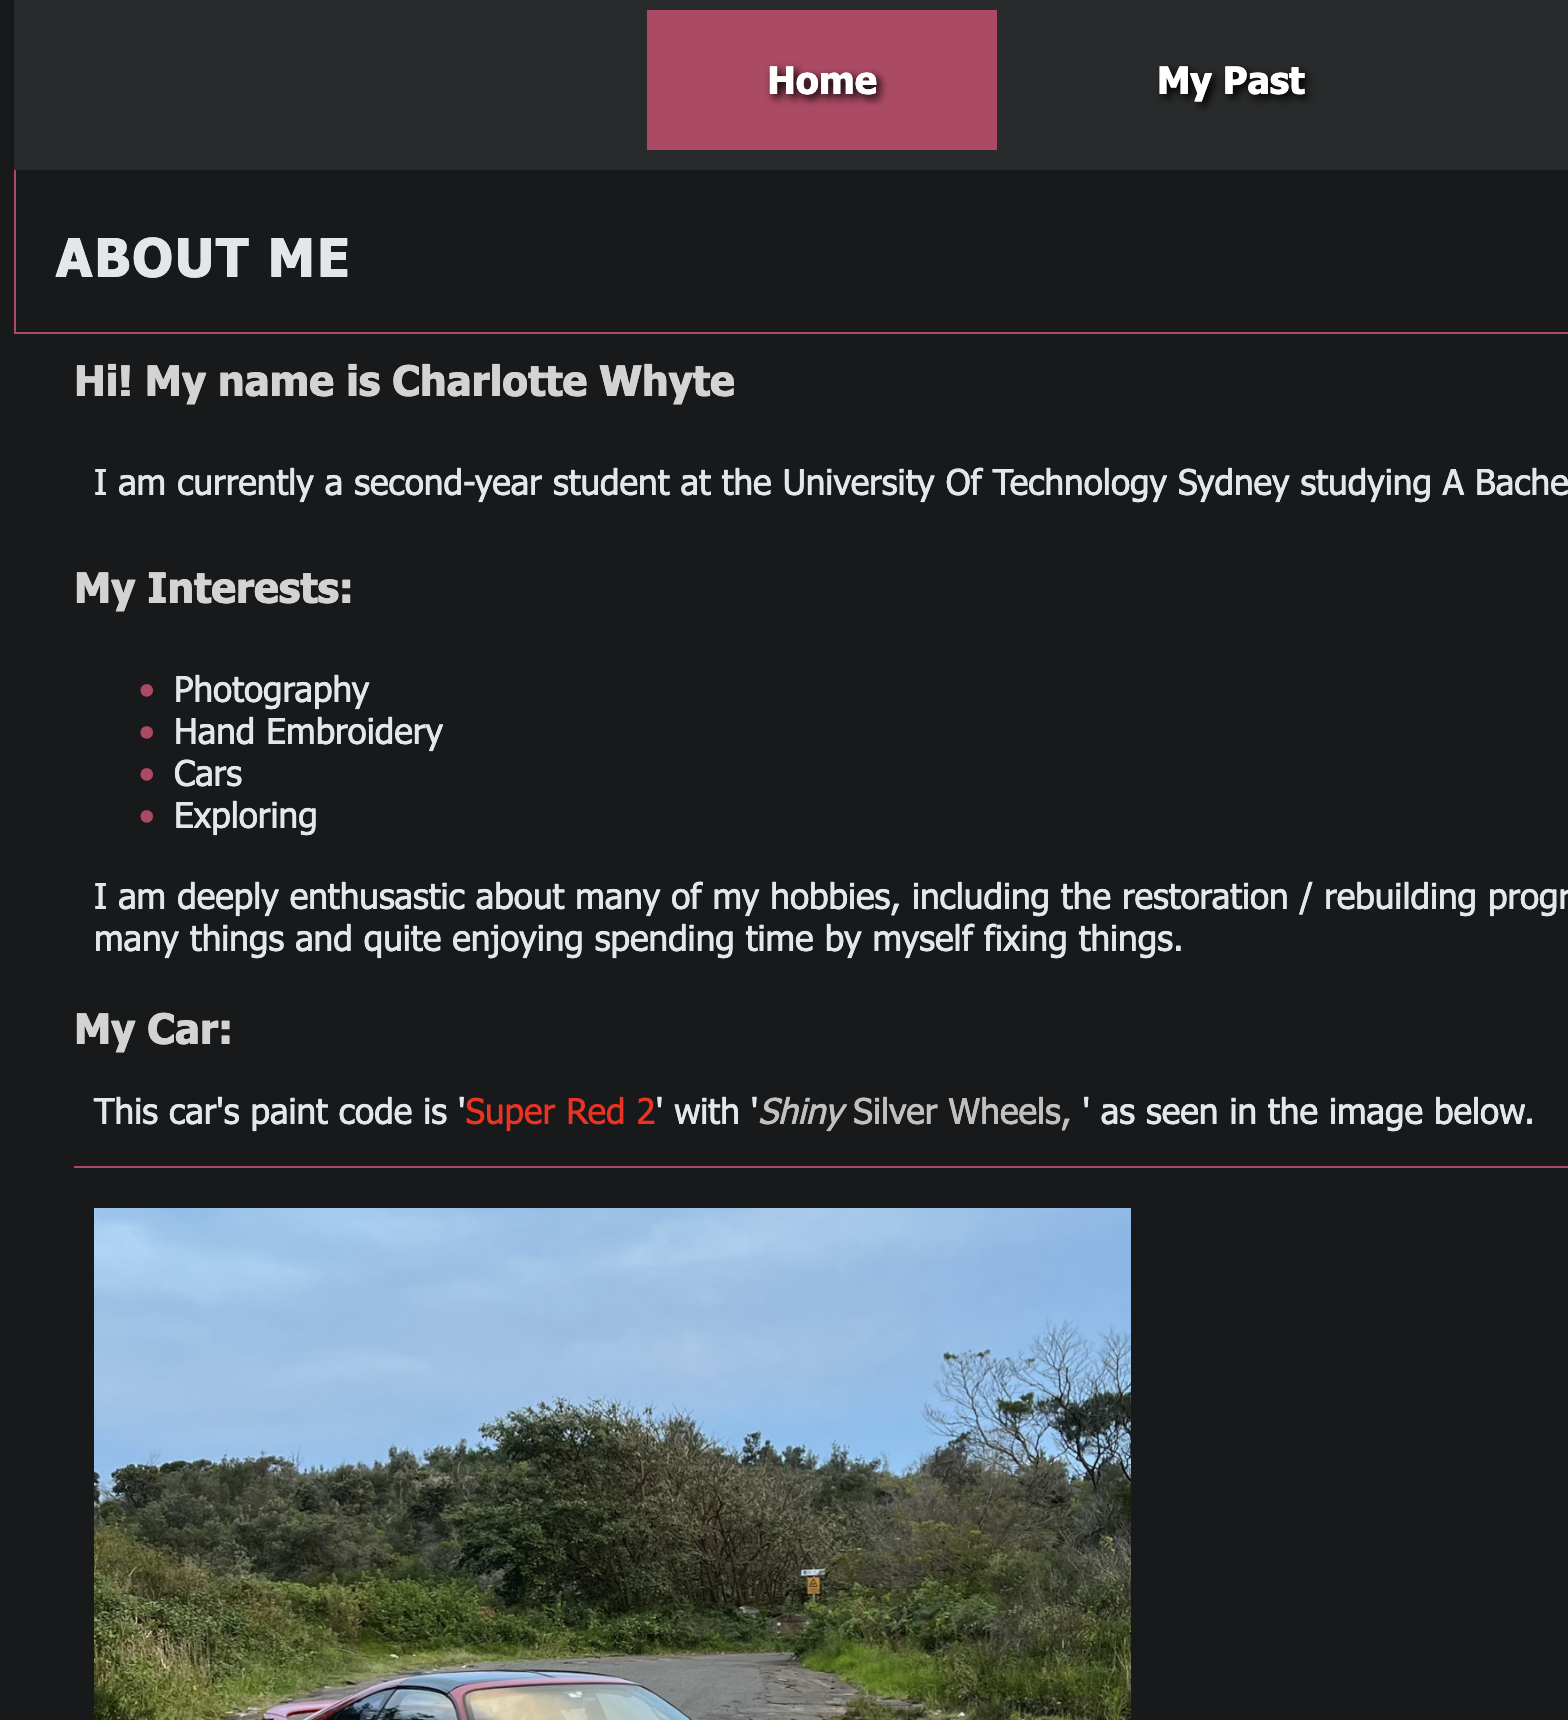 Home My Past
ABOUT ME
Hi! My name is Charlotte Whyte
I am currently a second-year student at the University Of Technology Sydney studying A Bache
My Interests:
Photography
Hand Embroidery
Cars
Exploring
I am deeply enthusastic about many of my hobbies, including the restoration / rebuilding progr
many things and quite enjoying spending time by myself fixing things.
My Car:
This car's paint code is 'Super Red 2' with 'Shiny Silver Wheels, ' as seen in the image below.